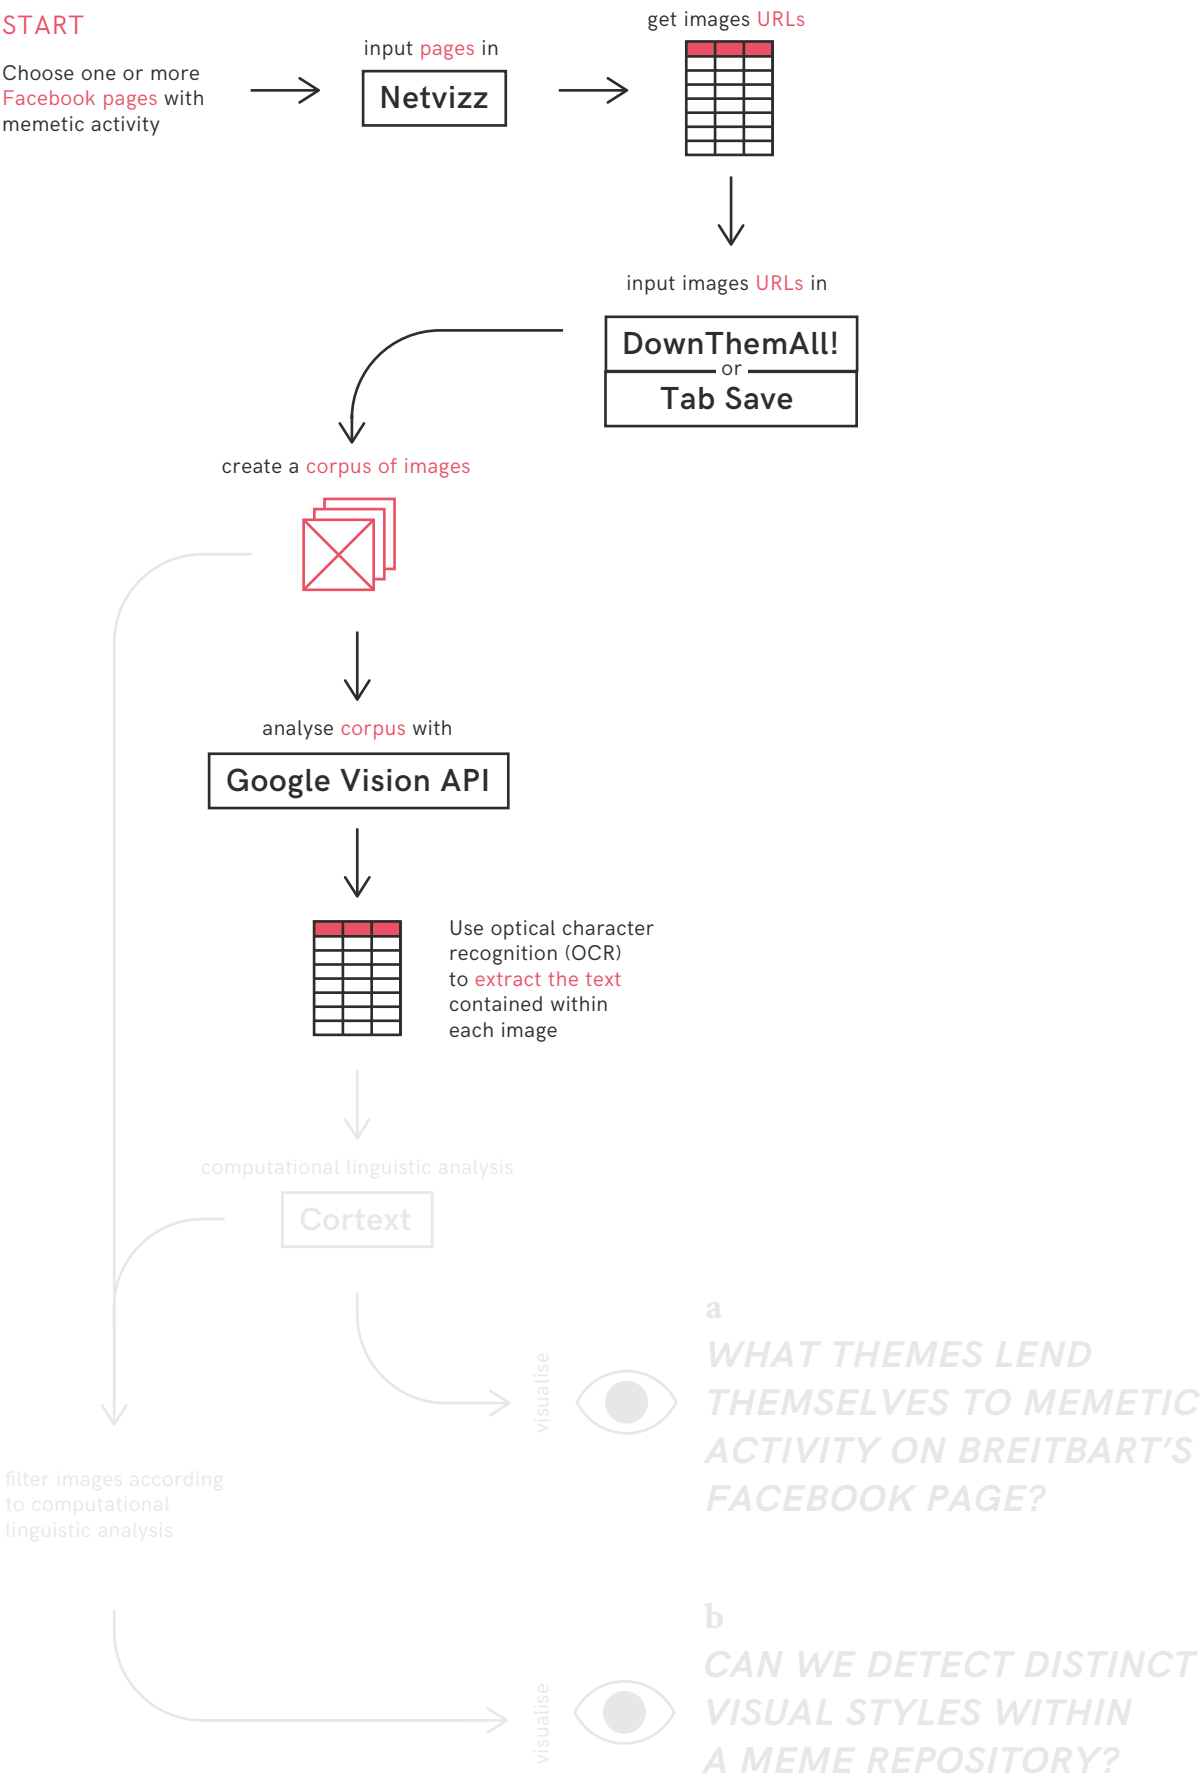 START
Choose one or more
Facebook pages with
memetic activity
input pages in
Netvizz
get images URLs
input images URLs in
DownThemAll!
or
Tab Save
create a corpus of images
analyse corpus with
Google Vision API
Use optical character
recognition (OCR)
to extract the text
contained within
each image
computational linguistic analysis
Cortext
visualise
a
WHAT THEMES LEND
THEMSELVES TO MEMETIC
ACTIVITY ON BREITBART’S
FACEBOOK PAGE?
filter images according
to computational
linguistic analysis
visualise
b
CAN WE DETECT DISTINCT
VISUAL STYLES WITHIN
A MEME REPOSITORY?